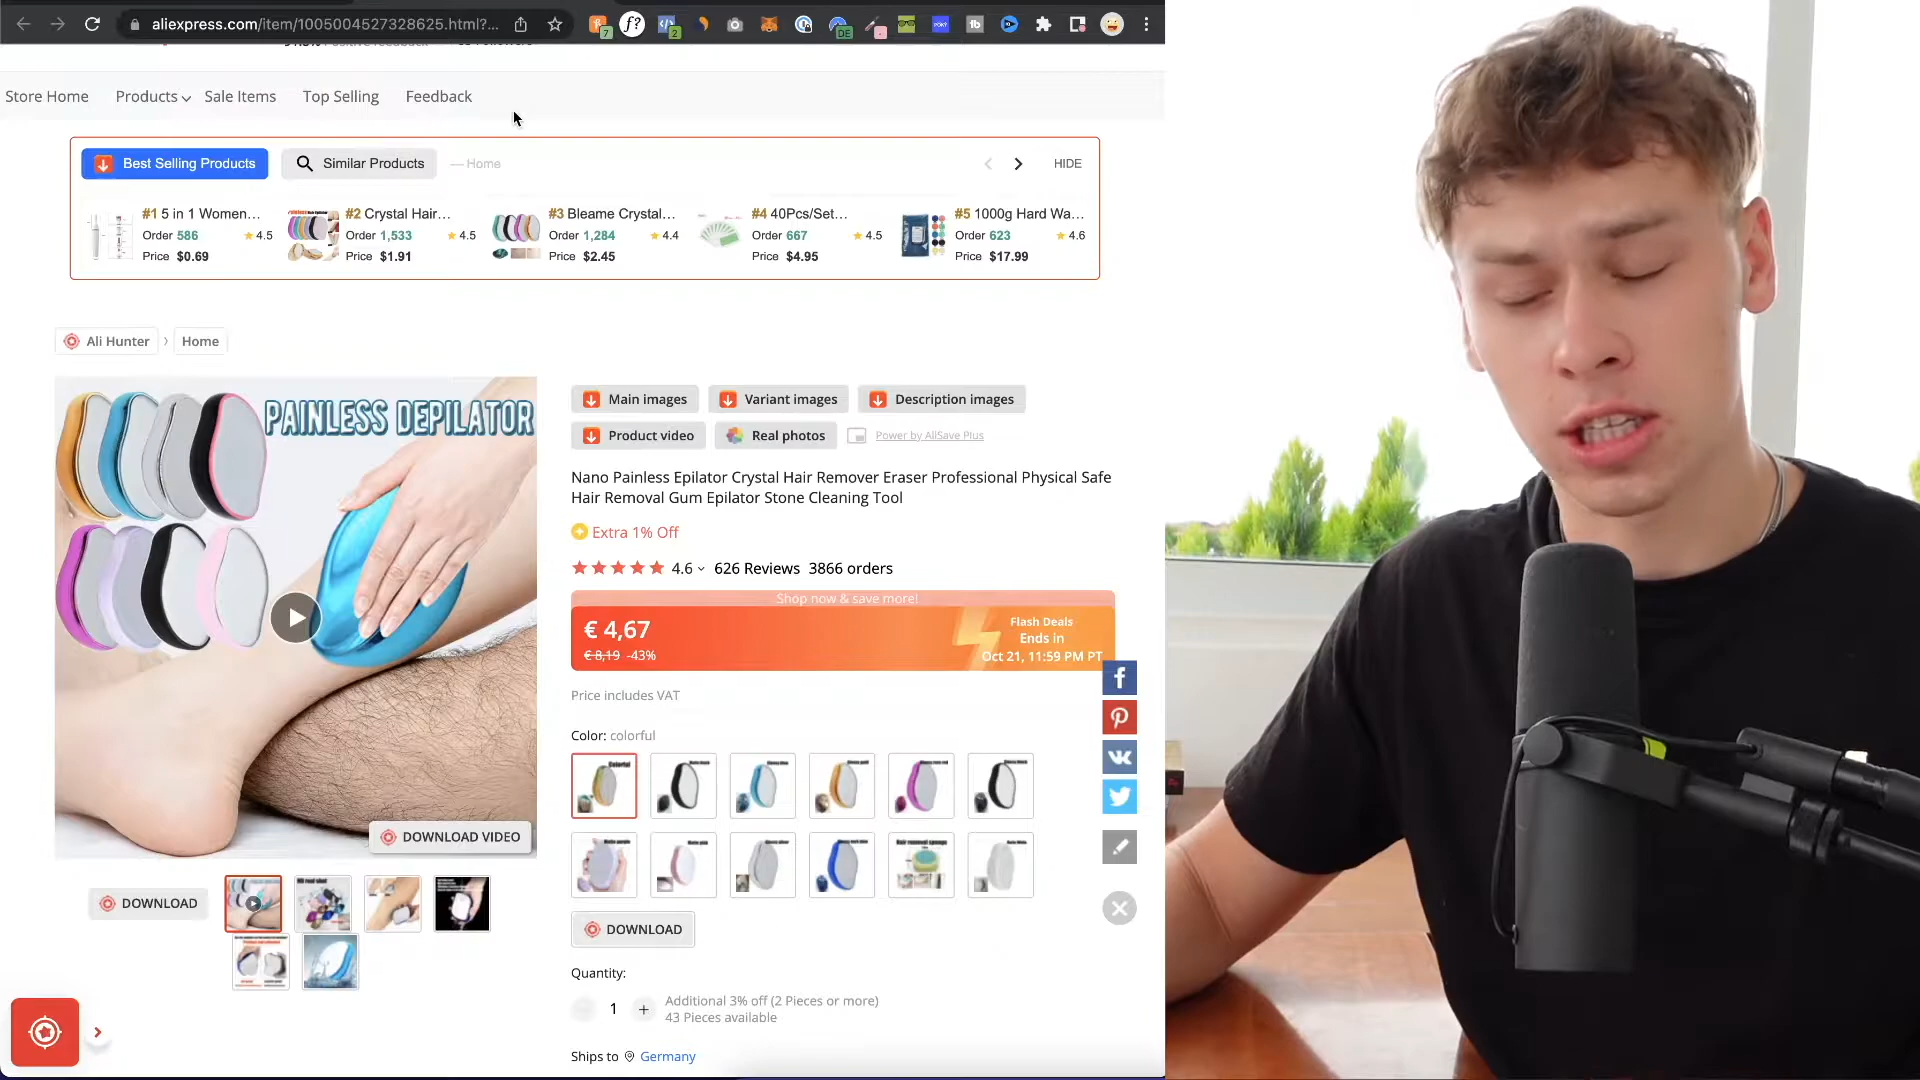 aliexpress.com/item/1005004527328625.html?...
7
f?
2
DE
Store Home
Products
Sale Items
Top Selling
Feedback
Best Selling Products
Similar Products
— Home
HIDE
#1 5 in 1 Women...
Order 586
4.5
Price $0.69
#2 Crystal Hair...
Order 1,533
4.5
Price $1.91
#3 Bleame Crystal...
Order 1,284
4.4
Price $2.45
#4 40Pcs/Set...
Order 667
4.5
Price $4.95
#5 1000g Hard Wa...
Order 623
4.6
Price $17.99
Ali Hunter
Home
PAINLESS DEPILATOR
DOWNLOAD VIDEO
DOWNLOAD
Main images
Variant images
Description images
Product video
Real photos
Power by AllSave Plus
Nano Painless Epilator Crystal Hair Remover Eraser Professional Physical Safe
Hair Removal Gum Epilator Stone Cleaning Tool
Extra 1% Off
4.6
626 Reviews
3866 orders
Shop now & save more!
€ 4,67
€ 8,19 -43%
Flash Deals
Ends in
Oct 21, 11:59 PM PT
Price includes VAT
Color: colorful
DOWNLOAD
Quantity:
1
Additional 3% off (2 Pieces or more)
43 Pieces available
Ships to Germany